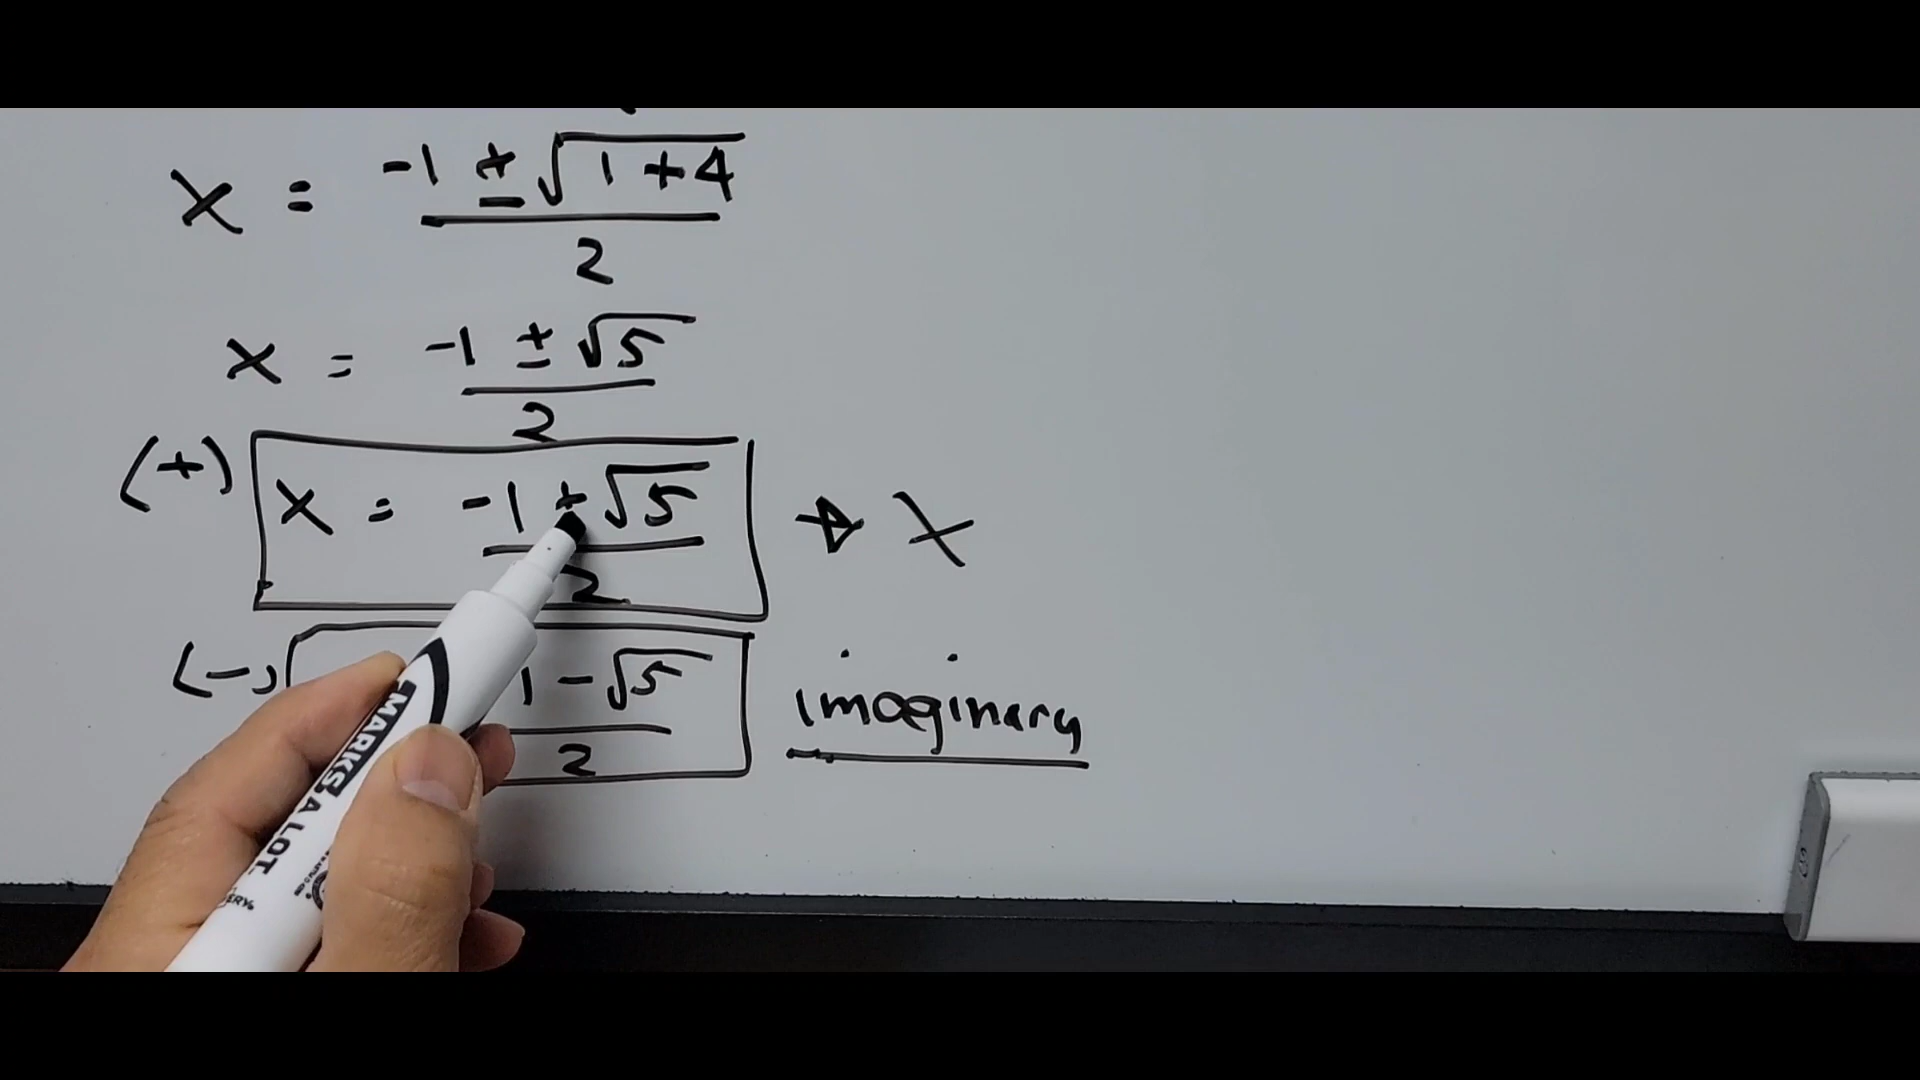 x = -1 ± √1 + 4 / 2
x = -1 ± √5 / 2
(+) x = -1 + √5 / 2 → x
(-) 1 - √5 / 2 imaginary
MARKS A LOT